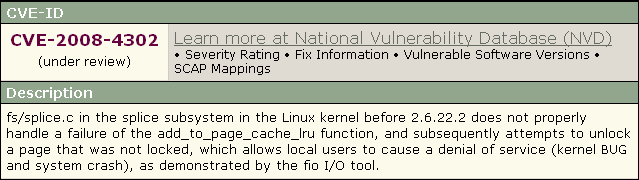 CVE-ID
CVE-2008-4302
(under review)
Learn more at National Vulnerability Database (NVD)
• Severity Rating • Fix Information • Vulnerable Software Versions •
SCAP Mappings
Description
fs/splice.c in the splice subsystem in the Linux kernel before 2.6.22.2 does not properly
handle a failure of the add_to_page_cache_lru function, and subsequently attempts to unlock
a page that was not locked, which allows local users to cause a denial of service (kernel BUG
and system crash), as demonstrated by the fio I/O tool.